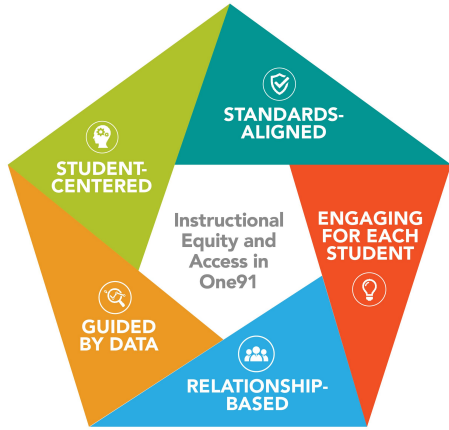 STANDARDS-
ALIGNED
STUDENT-
CENTERED
Instructional
Equity and
Access in
One91
ENGAGING
FOR EACH
STUDENT
GUIDED
BY DATA
RELATIONSHIP-
BASED